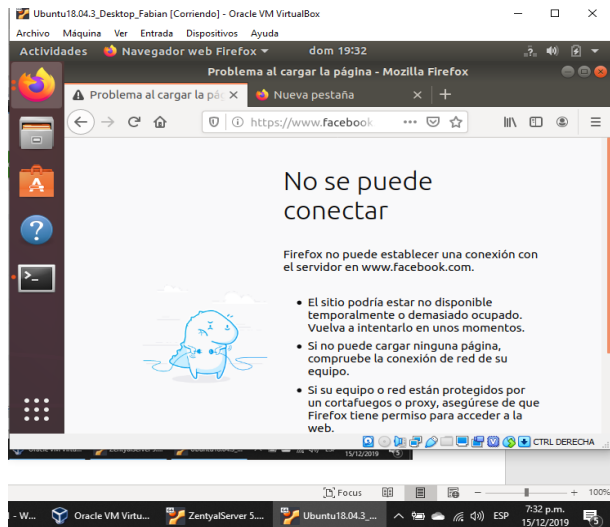 Ubuntu18.04.3_Desktop_Fabian [Corriendo] - Oracle VM VirtualBox
Archivo Máquina Ver Entrada Dispositivos Ayuda
Actividades Navegador web Firefox dom 19:32
Problema al cargar la página - Mozilla Firefox
Problema al cargar la pág Nueva pestaña
https://www.facebook
No se puede
conectar
Firefox no puede establecer una conexión con
el servidor en www.facebook.com.
• El sitio podría estar no disponible
temporalmente o demasiado ocupado.
Vuelva a intentarlo en unos momentos.
• Si no puede cargar ninguna página,
compruebe la conexión de red de su
equipo.
• Si su equipo o red están protegidos por
un cortafuegos o proxy, asegúrese de que
Firefox tiene permiso para acceder a la
web.
CTRL DERECHA
15/12/2019
Focus 100%
- W... Oracle VM Virtu... ZentyalServer 5.... Ubuntu18.04.3_... ESP 7:32 p.m.
15/12/2019